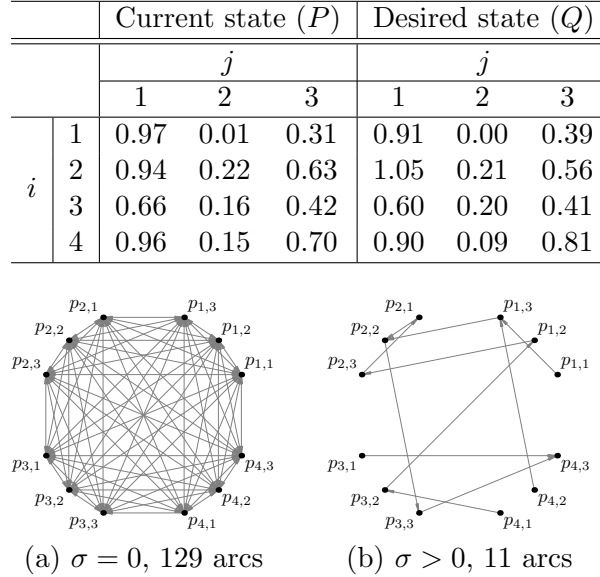 Current state (P) Desired state (Q)
j j
1 2 3 1 2 3
1 0.97 0.01 0.31 0.91 0.00 0.39
2 0.94 0.22 0.63 1.05 0.21 0.56
i 3 0.66 0.16 0.42 0.60 0.20 0.41
4 0.96 0.15 0.70 0.90 0.09 0.81
p2,1 p1,3 p2,1 p1,3
p2,2 p1,2 p2,2 p1,2
p2,3 p1,1 p2,3 p1,1
p3,1 p4,3 p3,1 p4,3
p3,2 p4,2 p3,2 p4,2
p3,3 p4,1 p3,3 p4,1
(a) σ = 0, 129 arcs (b) σ > 0, 11 arcs